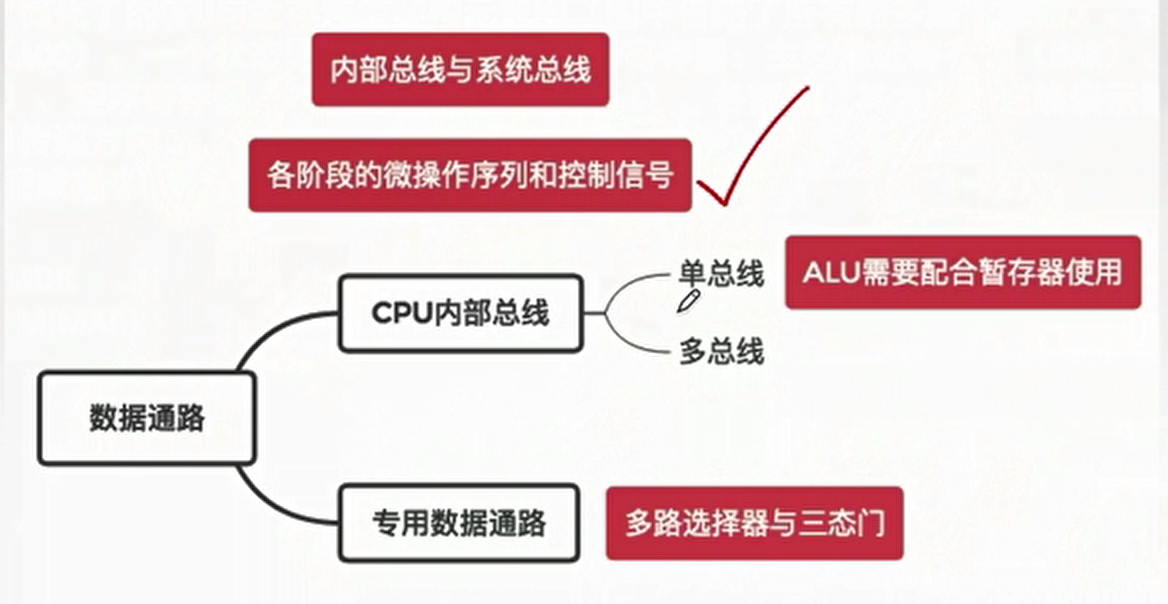 内部总线与系统总线
各阶段的微操作序列和控制信号
单总线
ALU需要配合暂存器使用
CPU内部总线
多总线
数据通路
专用数据通路
多路选择器与三态门